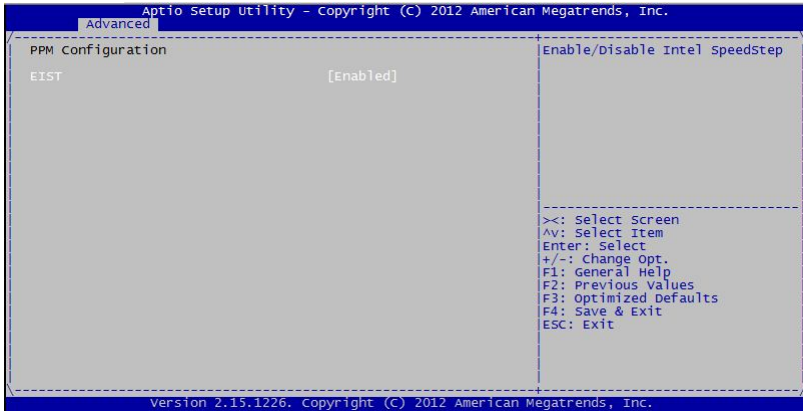 Aptio Setup Utility - Copyright (C) 2012 American Megatrends, Inc.
Advanced
PPM Configuration
EIST [Enabled]
Enable/Disable Intel SpeedStep
><: Select Screen
^v: Select Item
Enter: Select
+/-: Change Opt.
F1: General Help
F2: Previous Values
F3: Optimized Defaults
F4: Save & Exit
ESC: Exit
Version 2.15.1226. Copyright (C) 2012 American Megatrends, Inc.